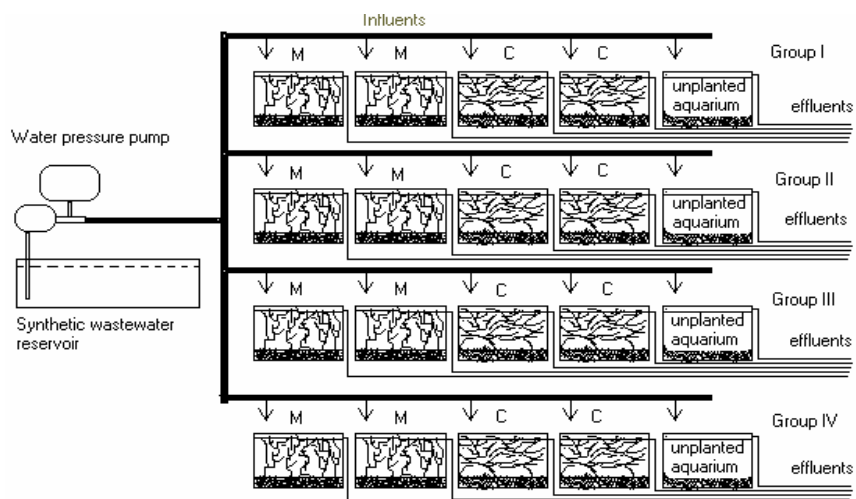 Influents
M M C C Group I
unplanted
aquarium
effluents
Water pressure pump
M M C C Group II
unplanted
aquarium
effluents
M M C C Group III
Synthetic wastewater
reservoir
unplanted
aquarium
effluents
M M C C Group IV
unplanted
aquarium
effluents